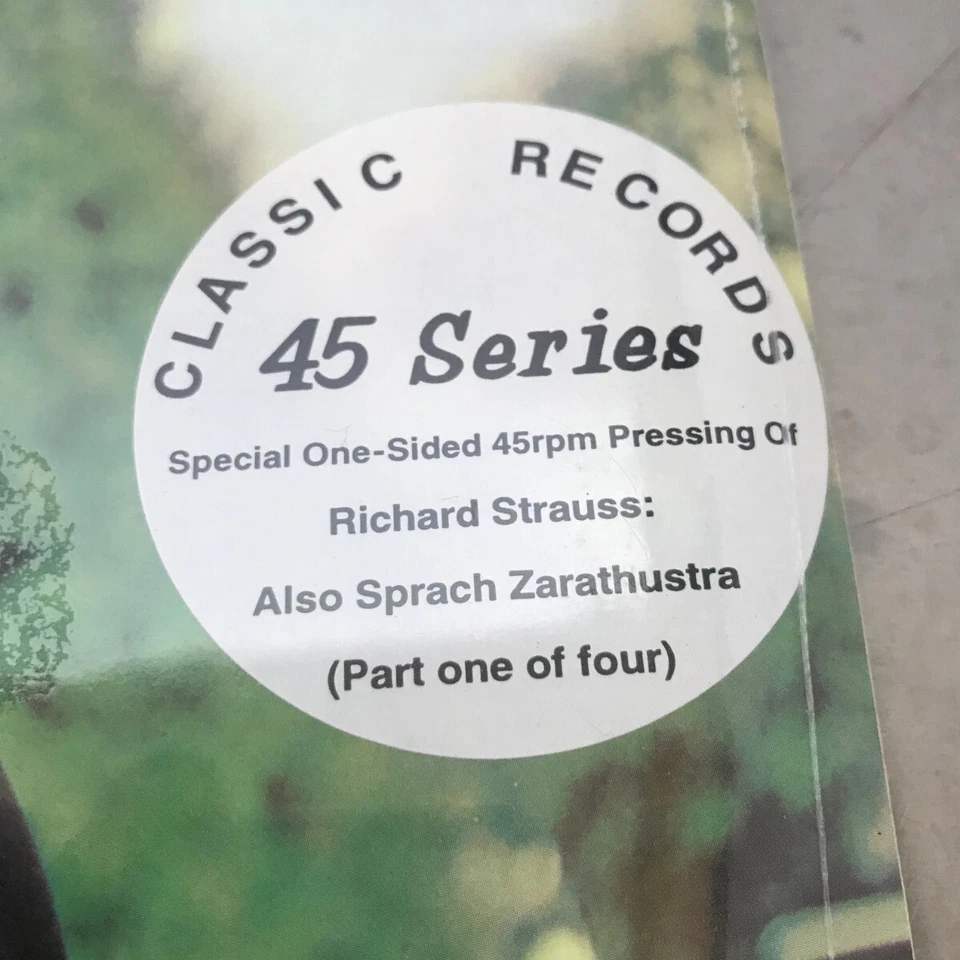 CLASSIC RECORDS
45 Series
Special One-Sided 45rpm Pressing Of
Richard Strauss:
Also Sprach Zarathustra
(Part one of four)